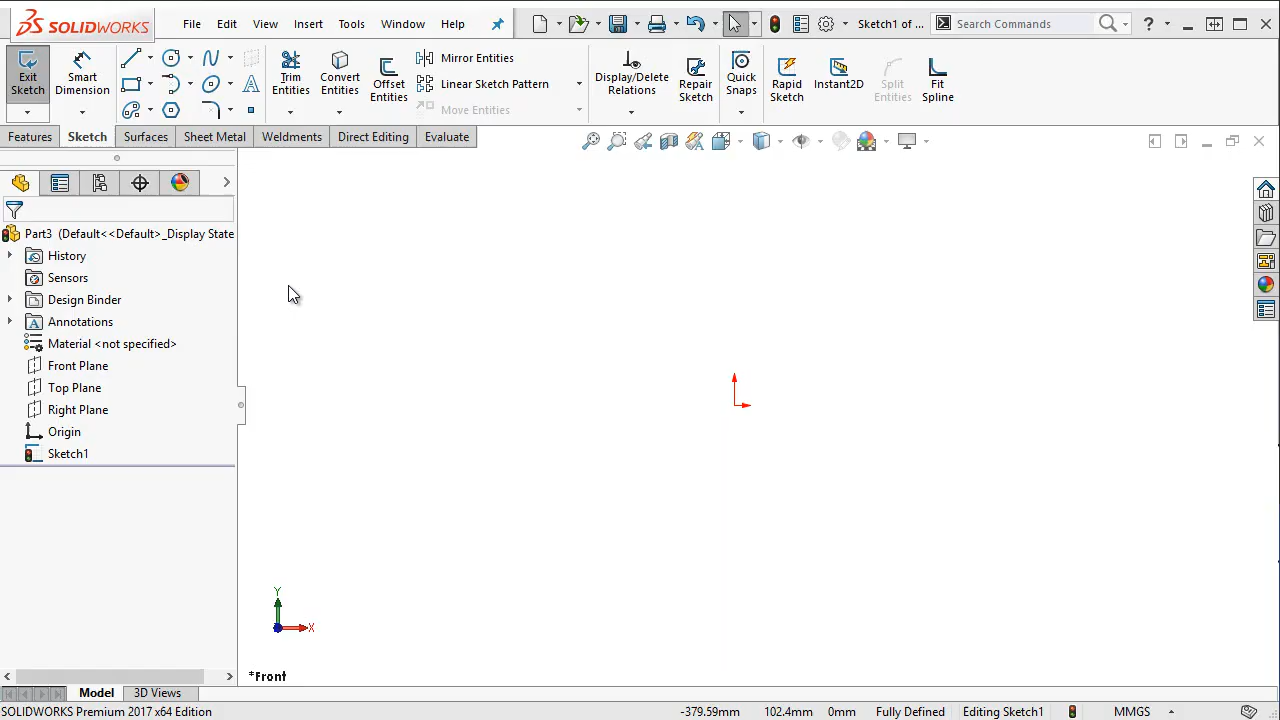 SOLIDWORKS File Edit View Insert Tools Window Help Sketch1 of ... Search Commands ?
Exit Sketch
Smart Dimension
Trim Entities
Convert Entities
Offset Entities
Mirror Entities
Linear Sketch Pattern
Move Entities
Display/Delete Relations
Repair Sketch
Quick Snaps
Rapid Sketch
Instant2D
Split Entities
Fit Spline
Features Sketch Surfaces Sheet Metal Weldments Direct Editing Evaluate
Part3 (Default<<Default>_Display State
History
Sensors
Design Binder
Annotations
Material <not specified>
Front Plane
Top Plane
Right Plane
Origin
Sketch1
Y
X
*Front
Model 3D Views
SOLIDWORKS Premium 2017 x64 Edition -379.59mm 102.4mm 0mm Fully Defined Editing Sketch1 MMGS